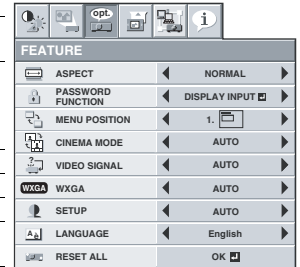 opt.
FEATURE
ASPECT NORMAL
PASSWORD FUNCTION DISPLAY INPUT
MENU POSITION 1.
CINEMA MODE AUTO
VIDEO SIGNAL AUTO
WXGA WXGA AUTO
SETUP AUTO
LANGUAGE English
RESET ALL OK